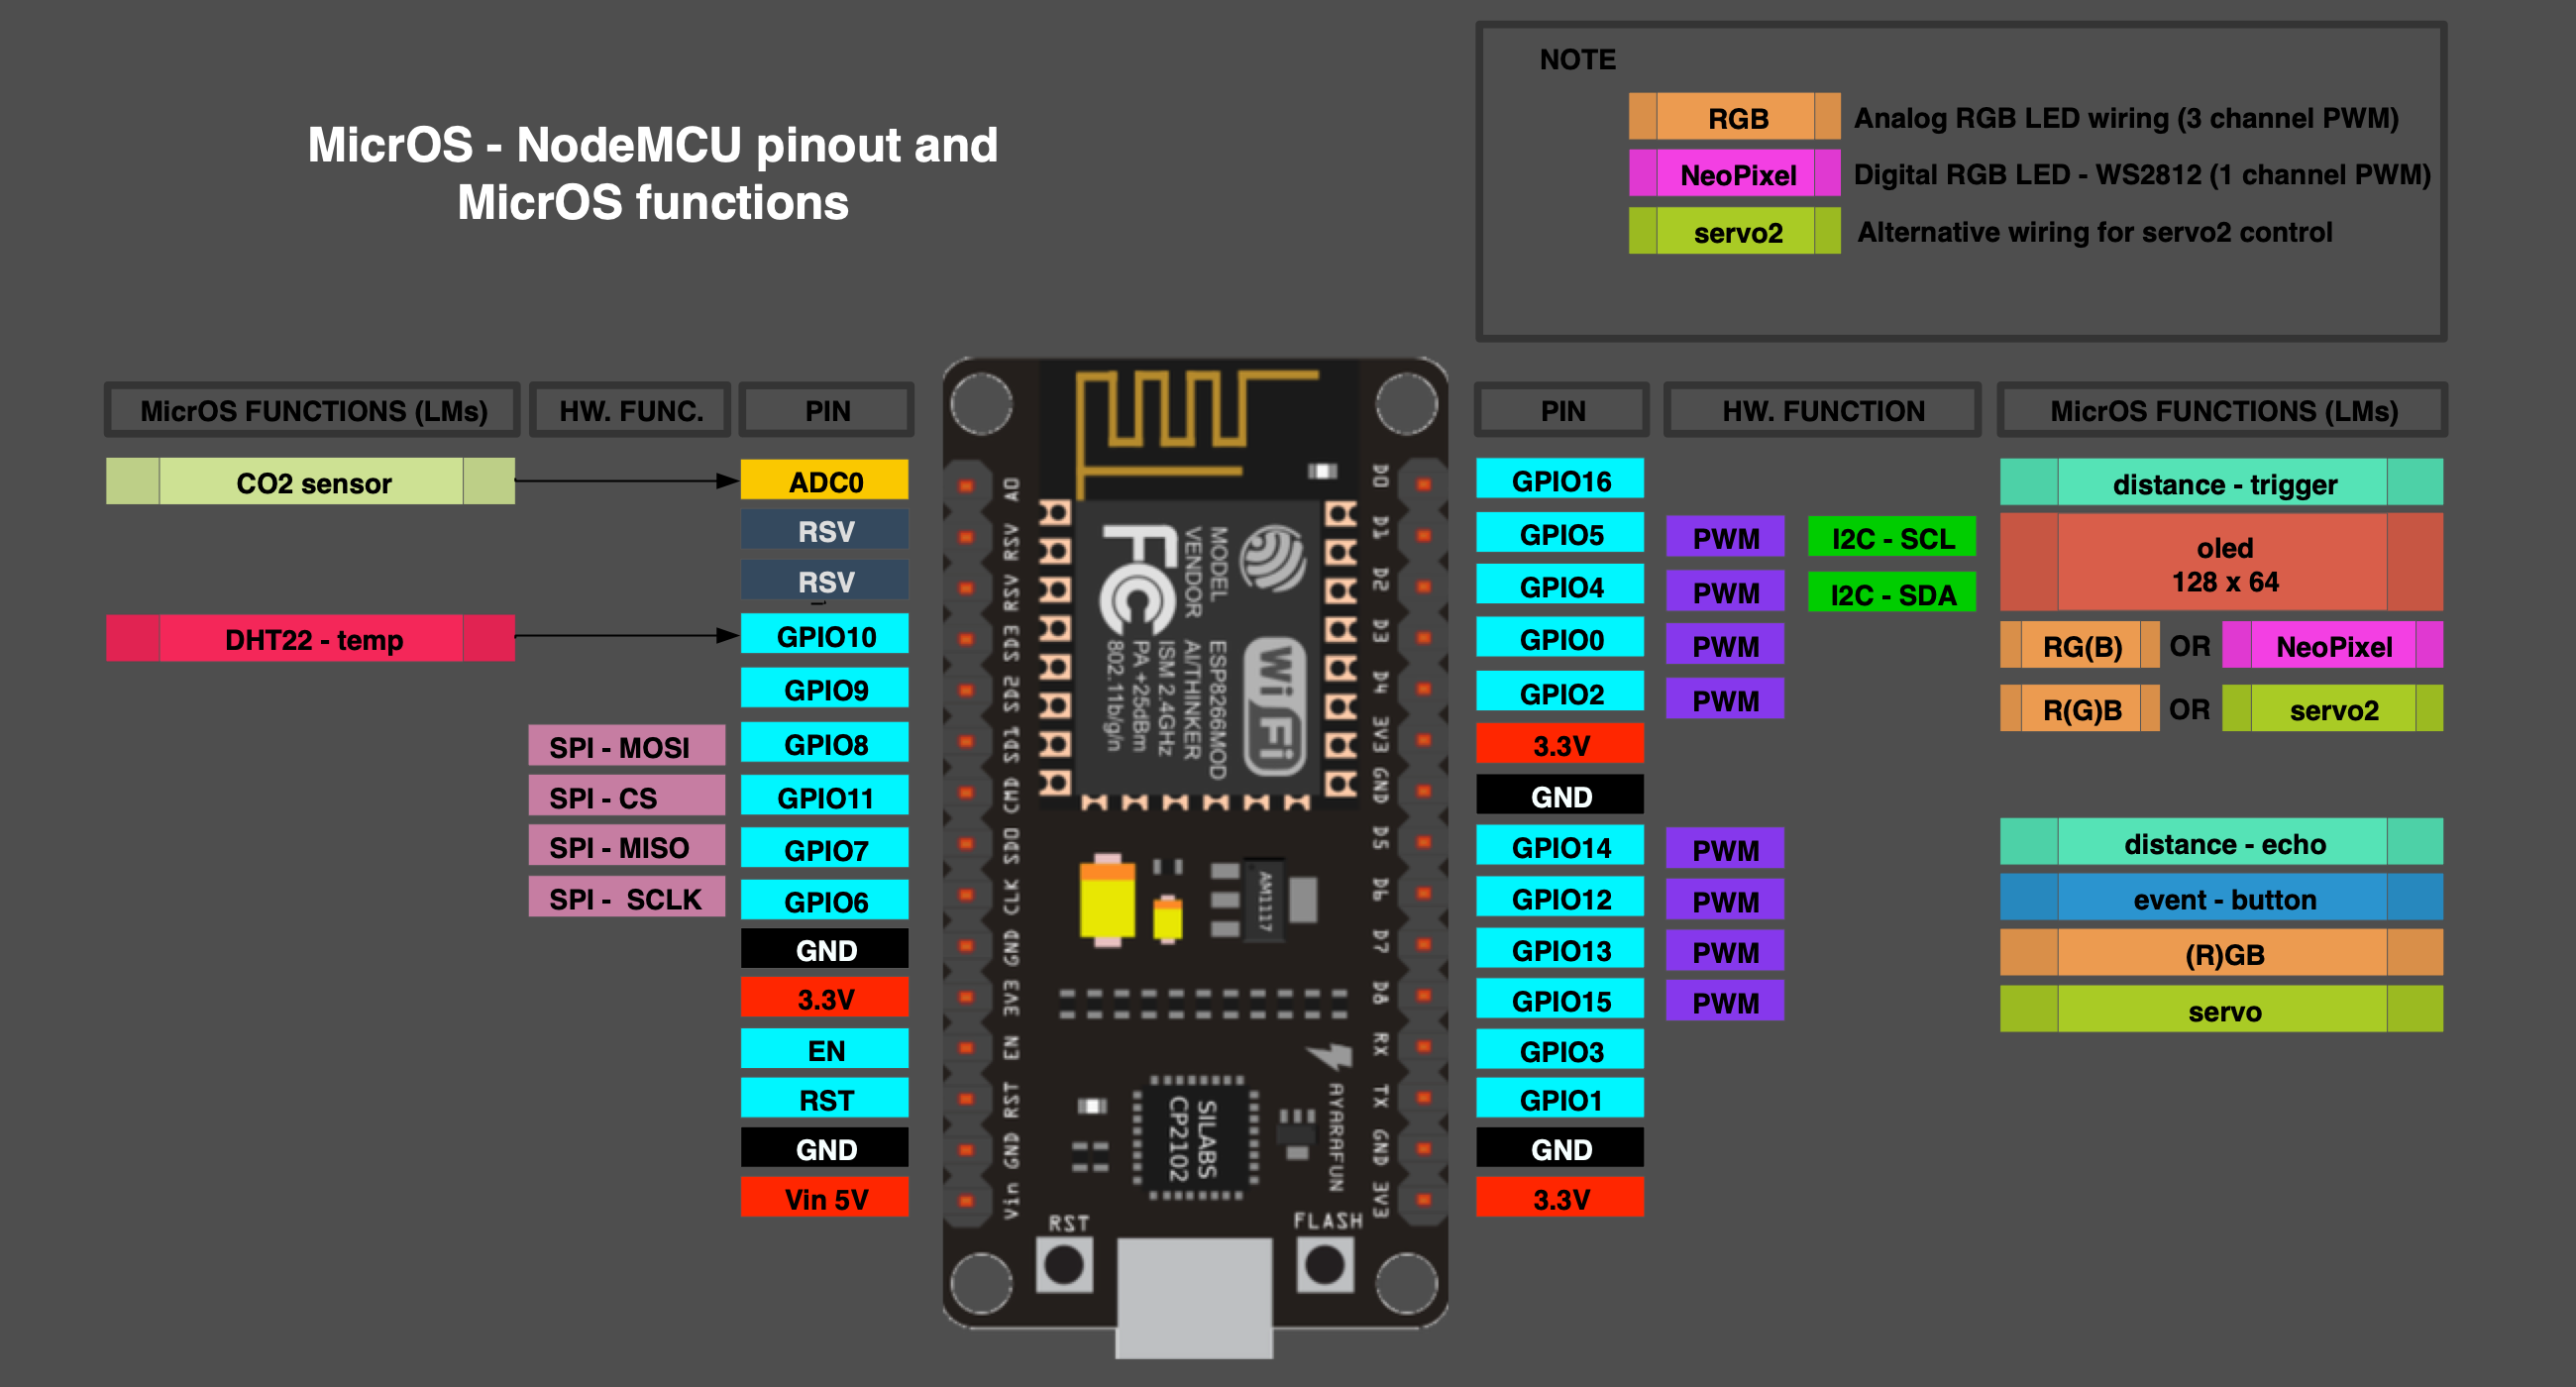 MicrOS - NodeMCU pinout and
MicrOS functions
NOTE
RGB Analog RGB LED wiring (3 channel PWM)
NeoPixel Digital RGB LED - WS2812 (1 channel PWM)
servo2 Alternative wiring for servo2 control
MicrOS FUNCTIONS (LMs) HW. FUNC. PIN
CO2 sensor ADC0
RSV
RSV
DHT22 - temp GPIO10
GPIO9
SPI - MOSI GPIO8
SPI - CS GPIO11
SPI - MISO GPIO7
SPI - SCLK GPIO6
GND
3.3V
EN
RST
GND
Vin 5V
A0
RSV
RSV
SD3
SD2
SD1
CMD
SD0
CLK
GND
3V3
EN
RST
GND
Vin
FC
MODEL
VENDOR
ESP8266MOD
AI/THINKER
ISM 2.4GHz
PA +25dBm
802.11b/g/n
Wi Fi
AM1117
SILABS
CP2102
AYARAFUN
RST
FLASH
D0
D1
D2
D3
D4
3V3
GND
D5
D6
D7
D8
RX
TX
GND
3V3
PIN HW. FUNCTION MicrOS FUNCTIONS (LMs)
GPIO16 distance - trigger
GPIO5 PWM I2C - SCL
GPIO4 PWM I2C - SDA
oled
128 x 64
GPIO0 PWM RG(B) OR NeoPixel
GPIO2 PWM R(G)B OR servo2
3.3V
GND
GPIO14 PWM distance - echo
GPIO12 PWM event - button
GPIO13 PWM (R)GB
GPIO15 PWM servo
GPIO3
GPIO1
GND
3.3V